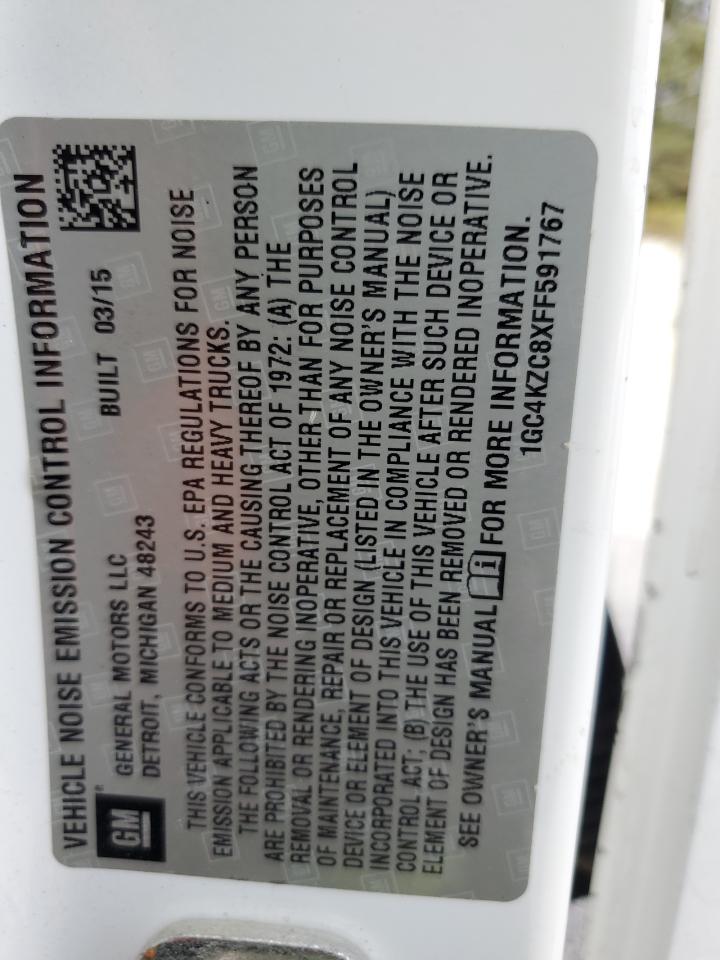 VEHICLE NOISE EMISSION CONTROL INFORMATION
GM
GENERAL MOTORS LLC BUILT 03/15
DETROIT, MICHIGAN 48243
THIS VEHICLE CONFORMS TO U.S. EPA REGULATIONS FOR NOISE
EMISSION APPLICABLE TO MEDIUM AND HEAVY TRUCKS.
THE FOLLOWING ACTS OR THE CAUSING THEREOF BY ANY PERSON
ARE PROHIBITED BY THE NOISE CONTROL ACT OF 1972: (A) THE
REMOVAL OR RENDERING INOPERATIVE, OTHER THAN FOR PURPOSES
OF MAINTENANCE, REPAIR OR REPLACEMENT OF ANY NOISE CONTROL
DEVICE OR ELEMENT OF DESIGN (LISTED IN THE OWNER'S MANUAL)
INCORPORATED INTO THIS VEHICLE IN COMPLIANCE WITH THE NOISE
CONTROL ACT; (B) THE USE OF THIS VEHICLE AFTER SUCH DEVICE OR
ELEMENT OF DESIGN HAS BEEN REMOVED OR RENDERED INOPERATIVE.
SEE OWNER'S MANUAL FOR MORE INFORMATION.
1GC4KZC8XFF591767